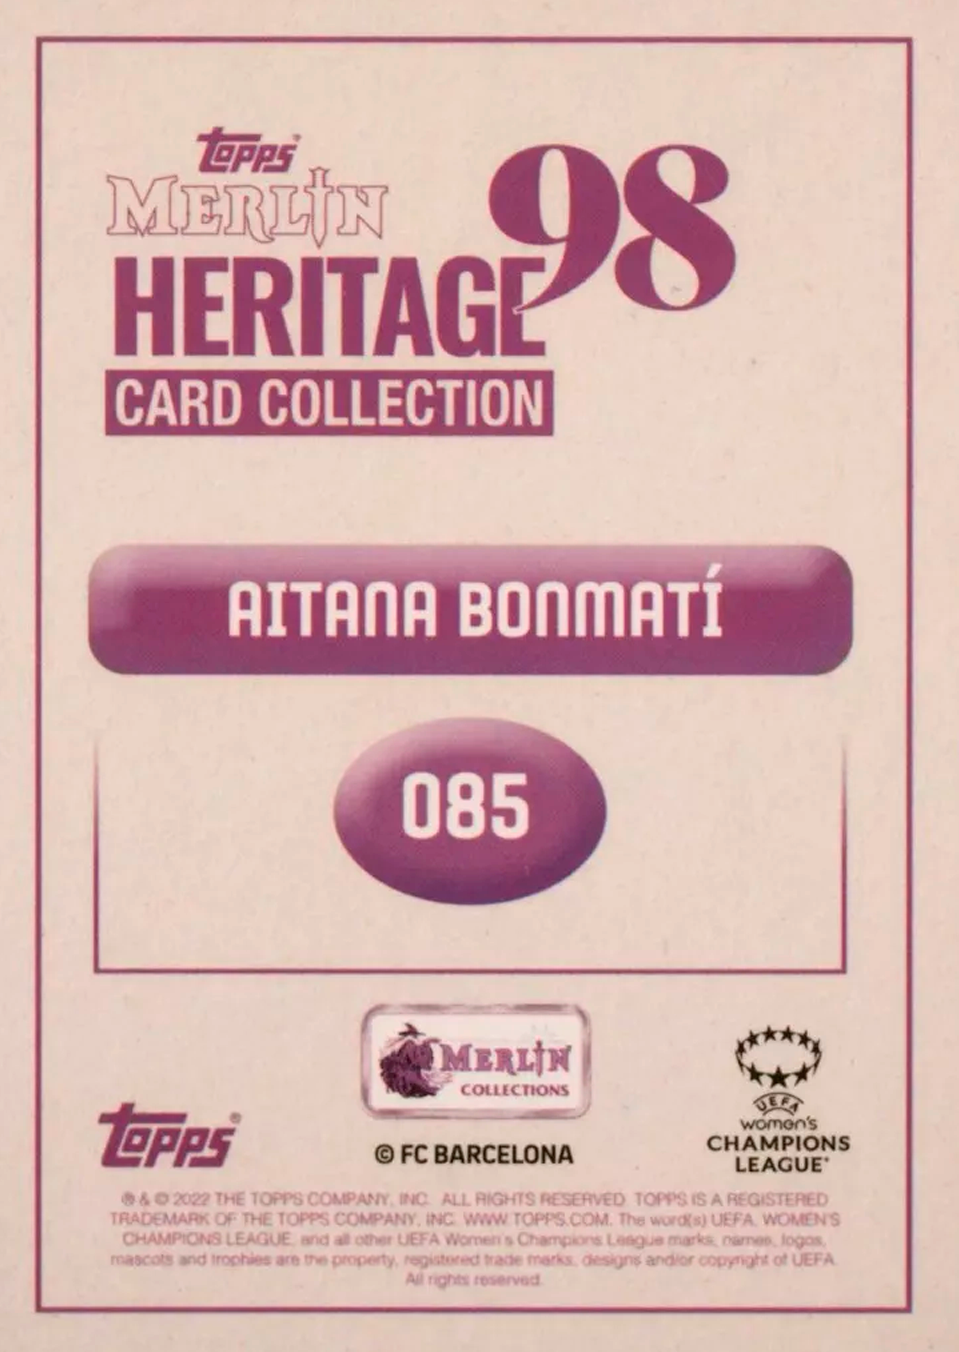 Topps®
MERLIN
HERITAGE 98
CARD COLLECTION
AITANA BONMATÍ
085
MERLIN
COLLECTIONS
Topps®
© FC BARCELONA
UEFA
women's
CHAMPIONS
LEAGUE
® & © 2022 THE TOPPS COMPANY, INC. ALL RIGHTS RESERVED. TOPPS IS A REGISTERED
TRADEMARK OF THE TOPPS COMPANY, INC. WWW.TOPPS.COM. The word(s) UEFA, WOMEN'S
CHAMPIONS LEAGUE, and all other UEFA Women's Champions League marks, names, logos,
mascots and trophies are the property, registered trade marks, designs and/or copyright of UEFA.
All rights reserved.